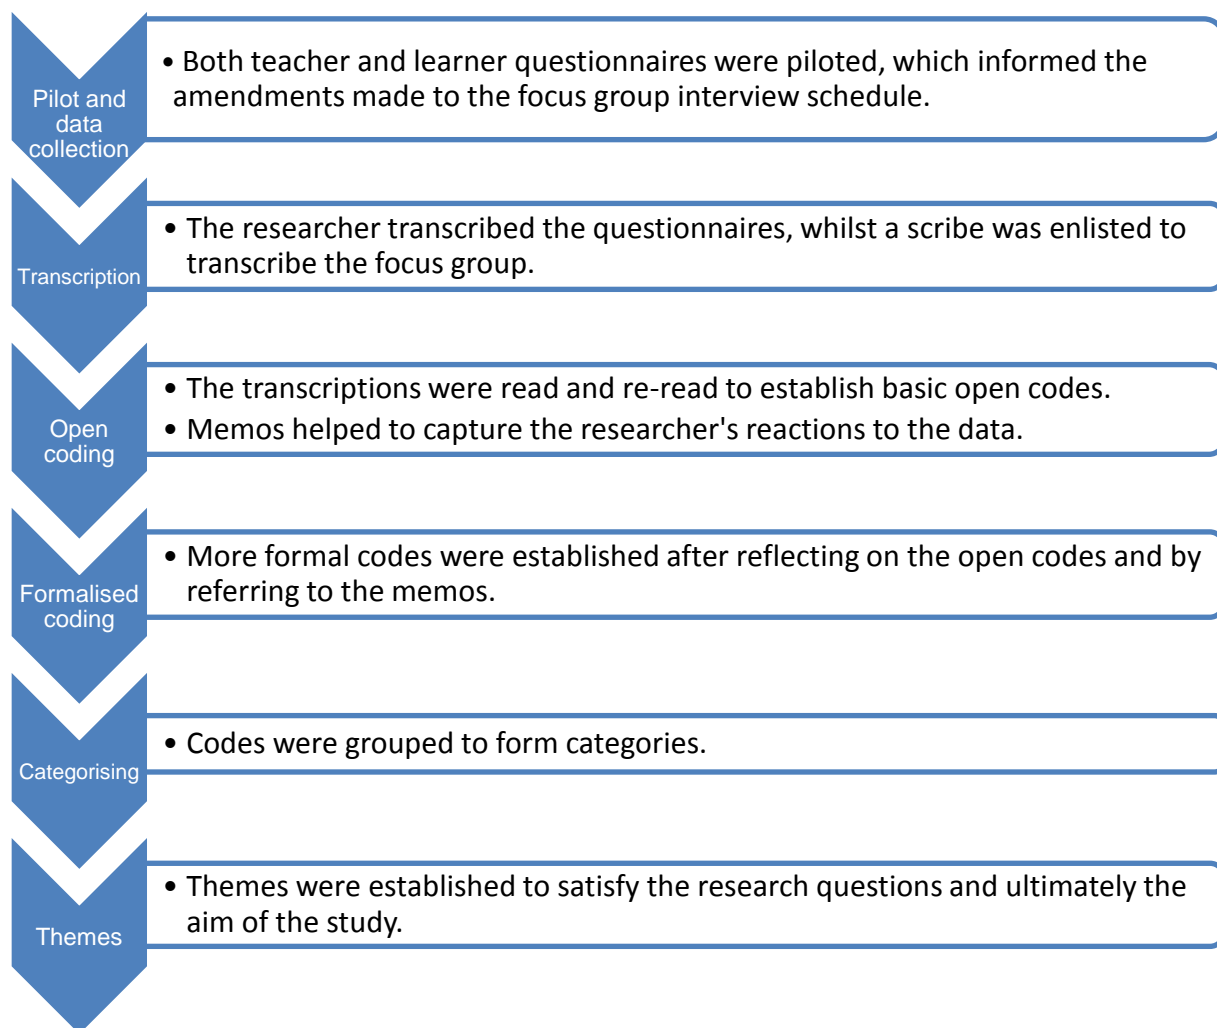 Pilot and
data
collection
• Both teacher and learner questionnaires were piloted, which informed the
amendments made to the focus group interview schedule.
Transcription
• The researcher transcribed the questionnaires, whilst a scribe was enlisted to
transcribe the focus group.
Open
coding
• The transcriptions were read and re-read to establish basic open codes.
• Memos helped to capture the researcher's reactions to the data.
Formalised
coding
• More formal codes were established after reflecting on the open codes and by
referring to the memos.
Categorising
• Codes were grouped to form categories.
Themes
• Themes were established to satisfy the research questions and ultimately the
aim of the study.